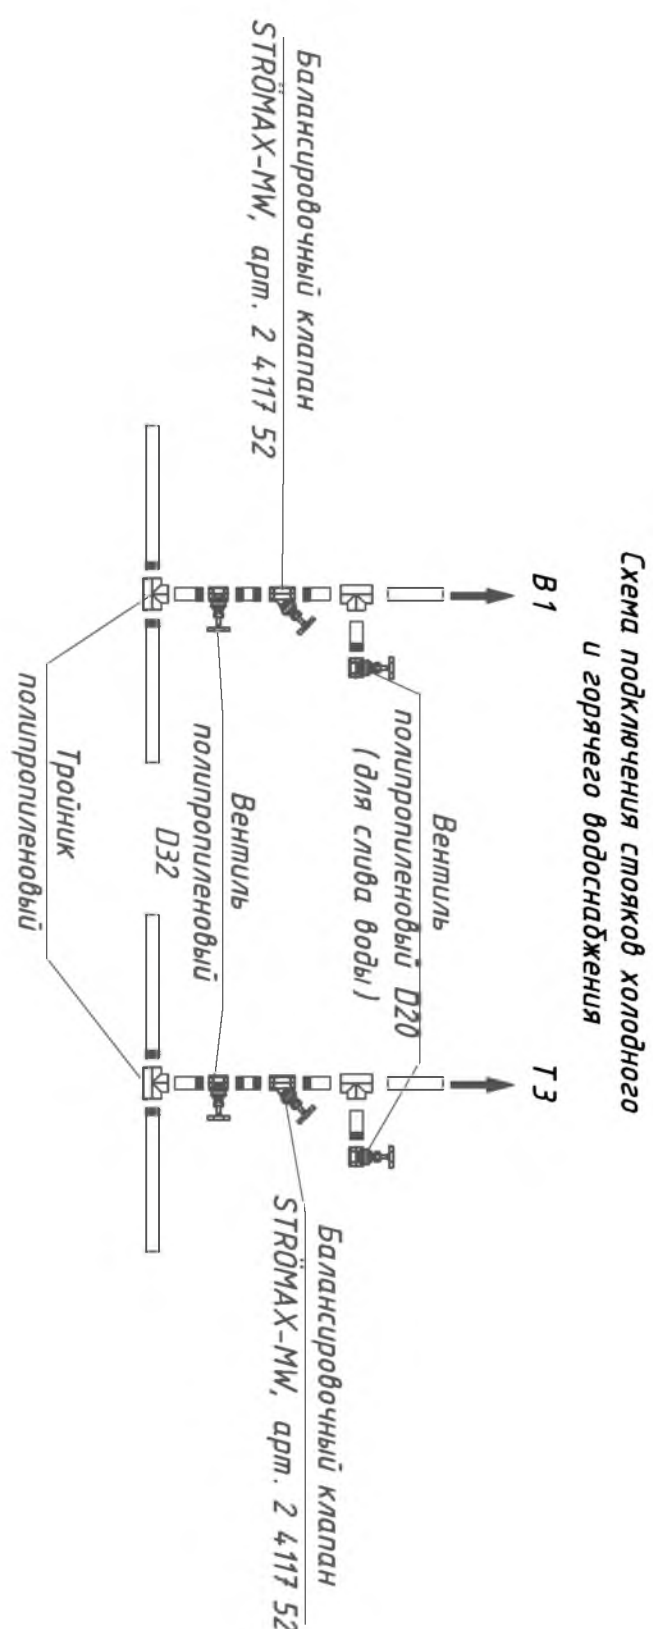 Схема подключения стояков холодного
и горячего водоснабжения
В1
Т3
Вентиль
полипропиленовый D20
(для слива воды)
Балансировочный клапан
STRÖMAX-MW, арт. 2 4117 52
Балансировочный клапан
STRÖMAX-MW, арт. 2 4117 52
Вентиль
полипропиленовый
D32
Тройник
полипропиленовый